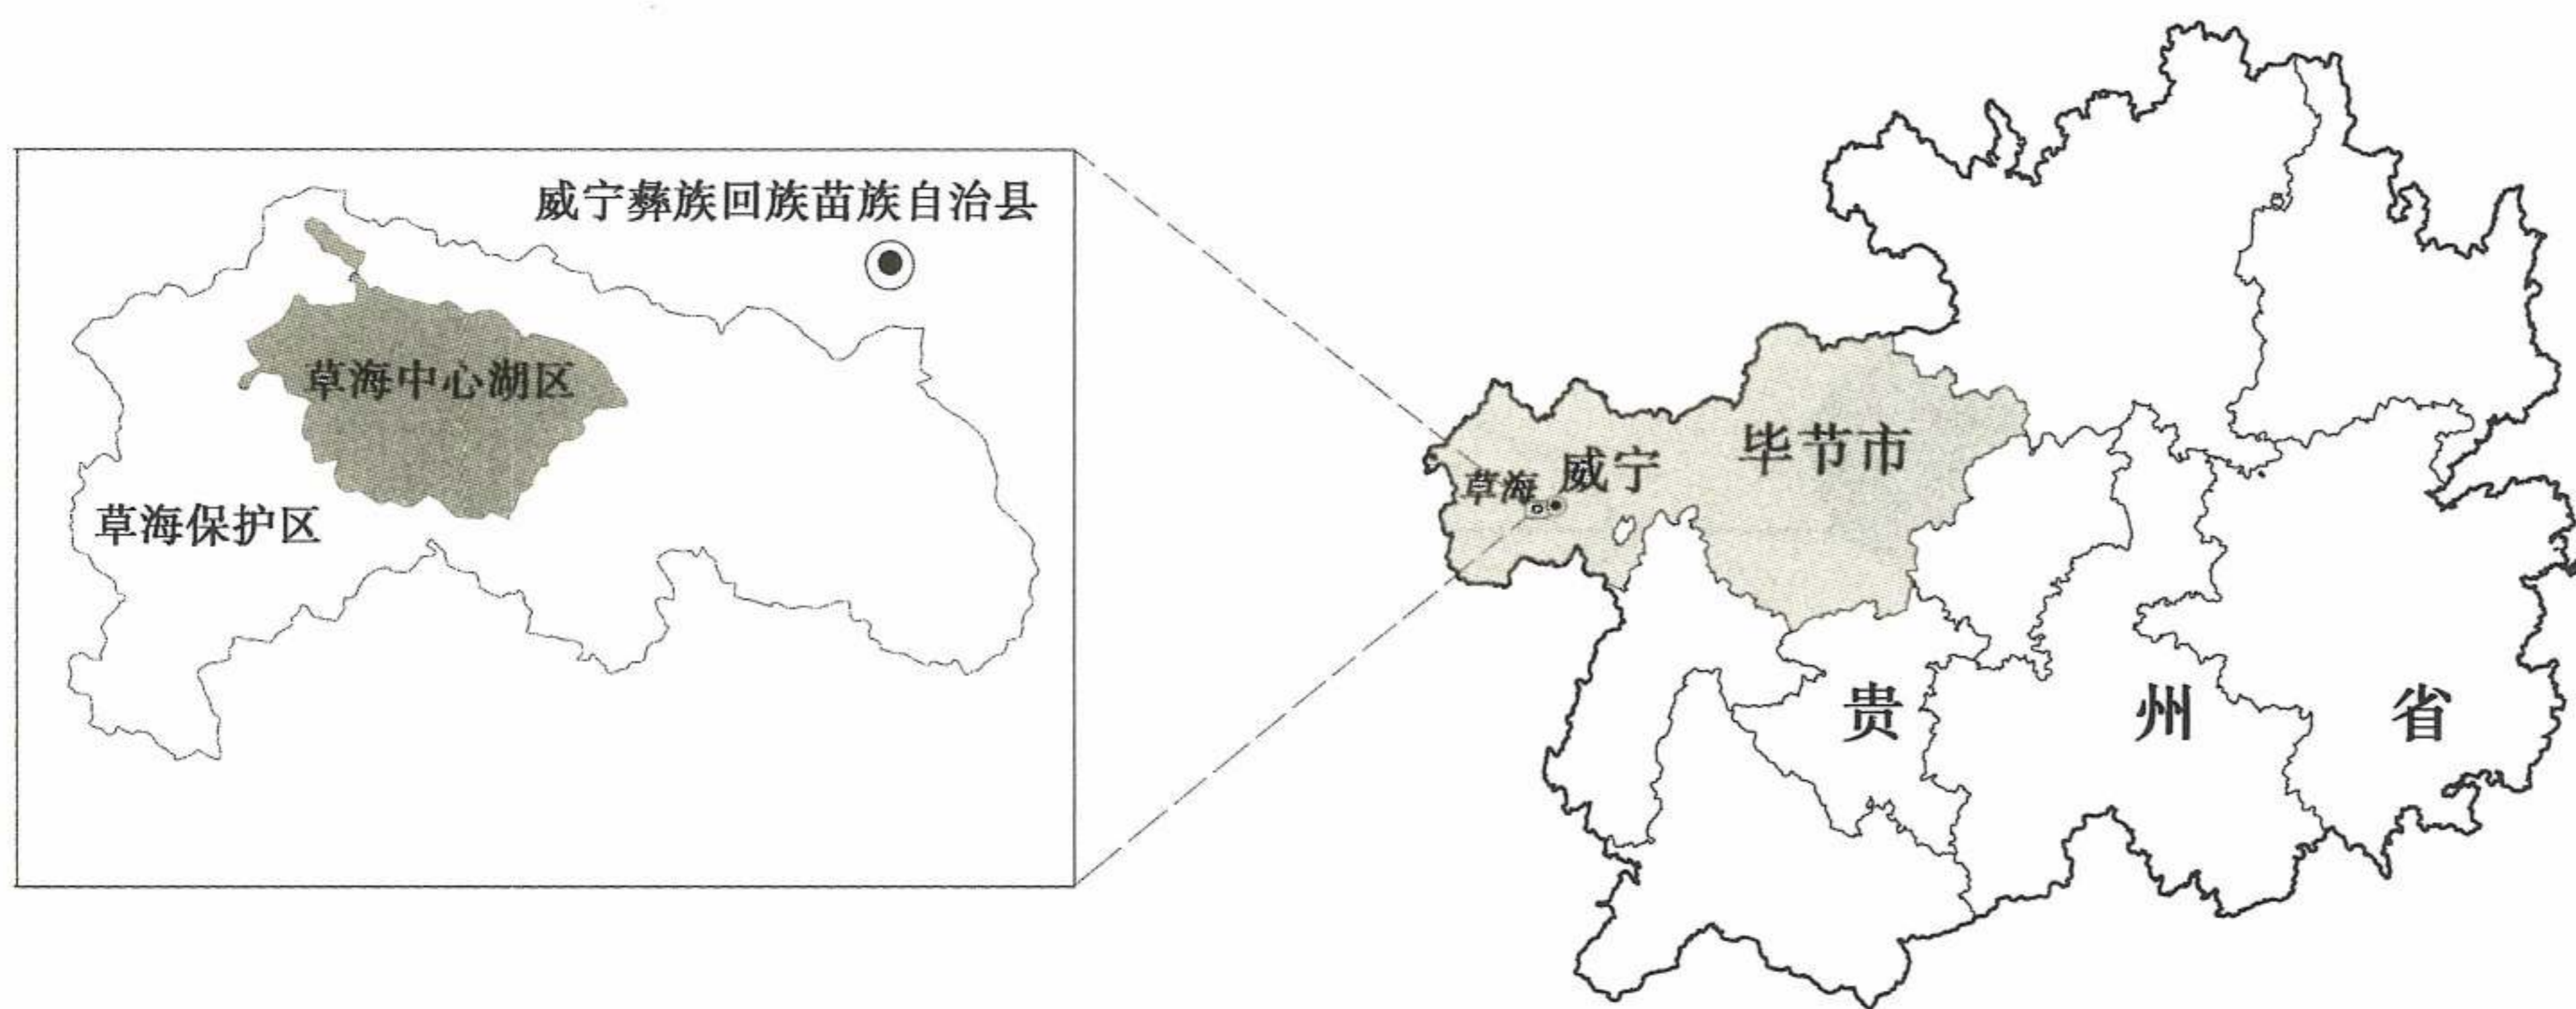 威宁彝族回族苗族自治县
草海中心湖区
草海保护区
毕节市
威宁
草海
贵州省